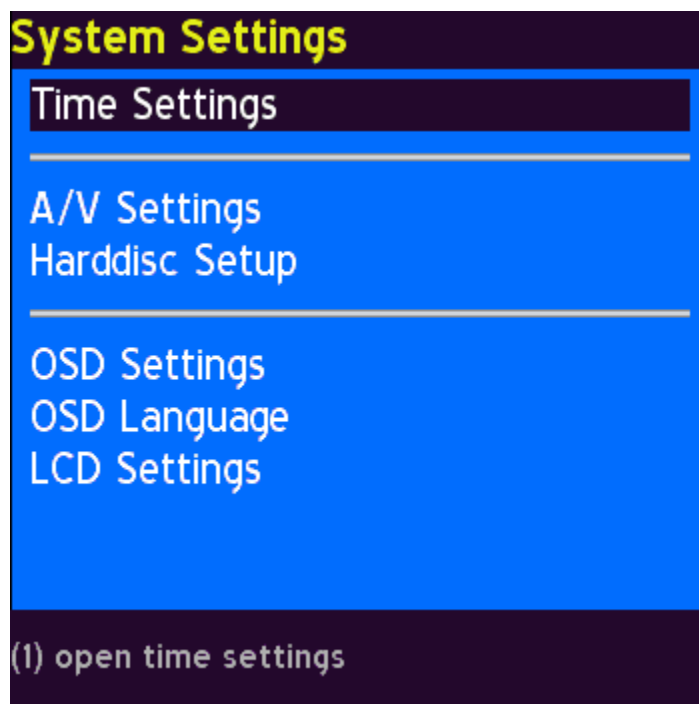 System Settings
Time Settings
A/V Settings
Harddisc Setup
OSD Settings
OSD Language
LCD Settings
(1) open time settings